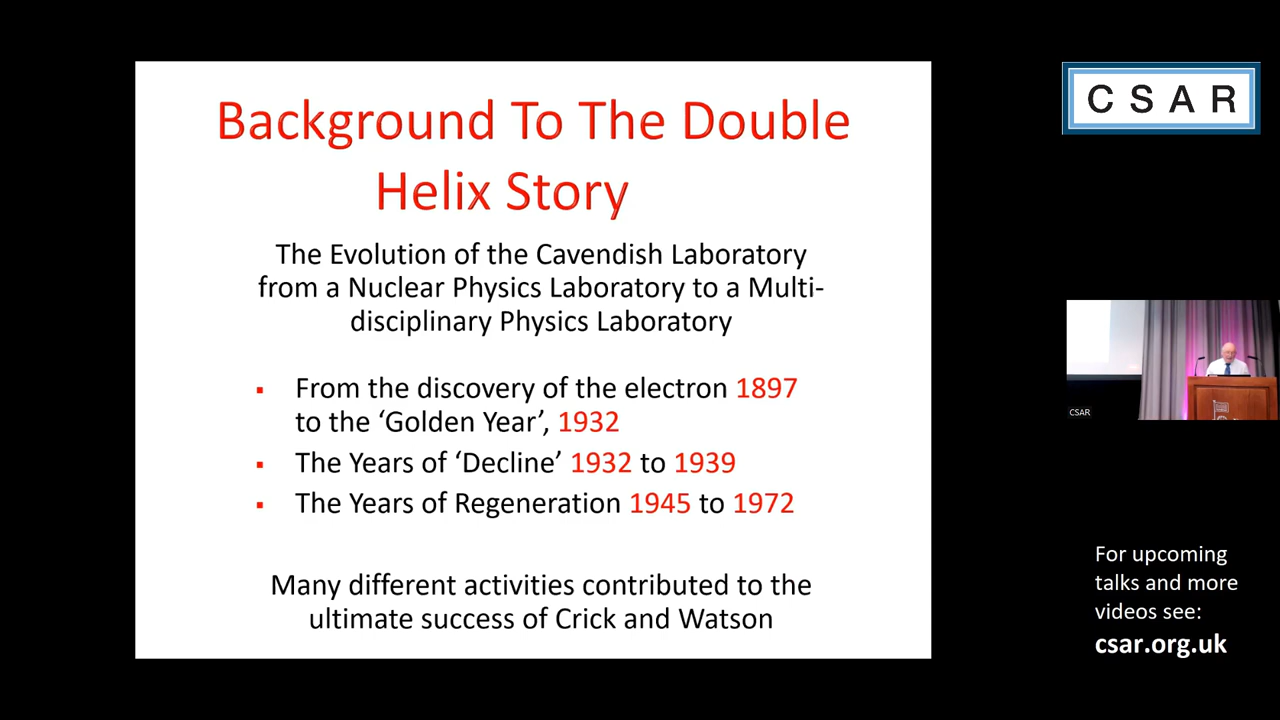 Background To The Double
Helix Story
The Evolution of the Cavendish Laboratory
from a Nuclear Physics Laboratory to a Multi-
disciplinary Physics Laboratory
▪ From the discovery of the electron 1897
to the ‘Golden Year’, 1932
▪ The Years of ‘Decline’ 1932 to 1939
▪ The Years of Regeneration 1945 to 1972
Many different activities contributed to the
ultimate success of Crick and Watson
CSAR
CSAR
For upcoming
talks and more
videos see:
csar.org.uk